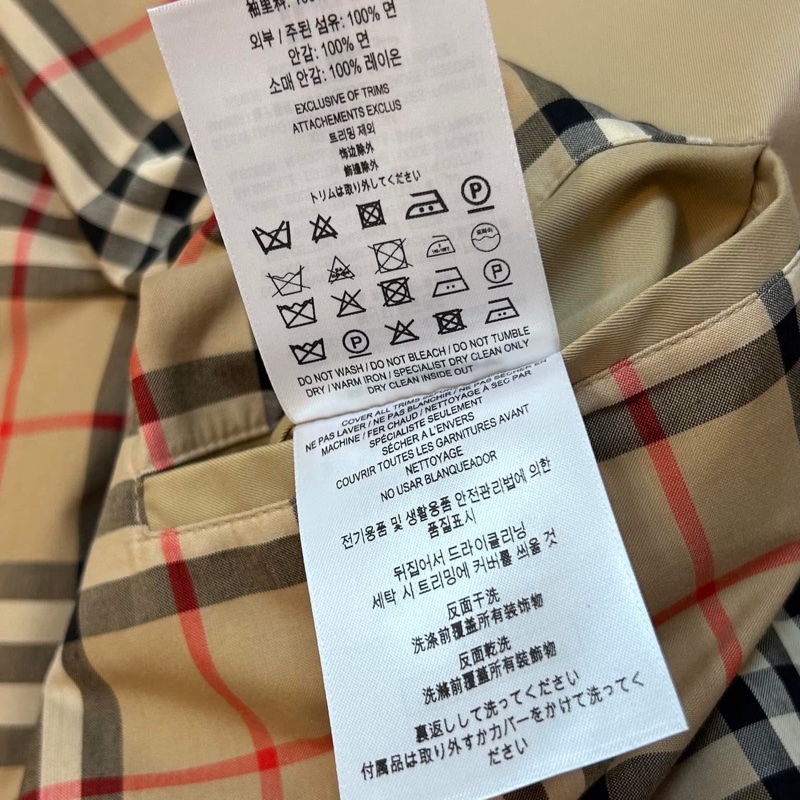 袖里料: 100%
외부 / 주된 섬유: 100% 면
안감: 100% 면
소매 안감: 100% 레이온
EXCLUSIVE OF TRIMS
ATTACHEMENTS EXCLUS
트리밍 제외
饰边除外
飾邊除外
トリムは取り外してください
P
P
P
DO NOT WASH / DO NOT BLEACH / DO NOT TUMBLE
DRY / WARM IRON / SPECIALIST DRY CLEAN ONLY
DRY CLEAN INSIDE OUT
COVER ALL TRIMS
NE PAS LAVER / NE PAS BLANCHIR / NE PAS SÉCHER EN
MACHINE / FER CHAUD / NETTOYAGE À SEC PAR
SPÉCIALISTE SEULEMENT
SÉCHER À L'ENVERS
COUVRIR TOUTES LES GARNITURES AVANT
NETTOYAGE
NO USAR BLANQUEADOR
전기용품 및 생활용품 안전관리법에 의한
품질표시
뒤집어서 드라이클리닝
세탁 시 트리밍에 커버를 씌울 것
反面干洗
洗涤前覆盖所有装饰物
反面乾洗
洗滌前覆蓋所有裝飾物
裏返しして洗ってください
付属品は取り外すかカバーをかけて洗ってく
ださい